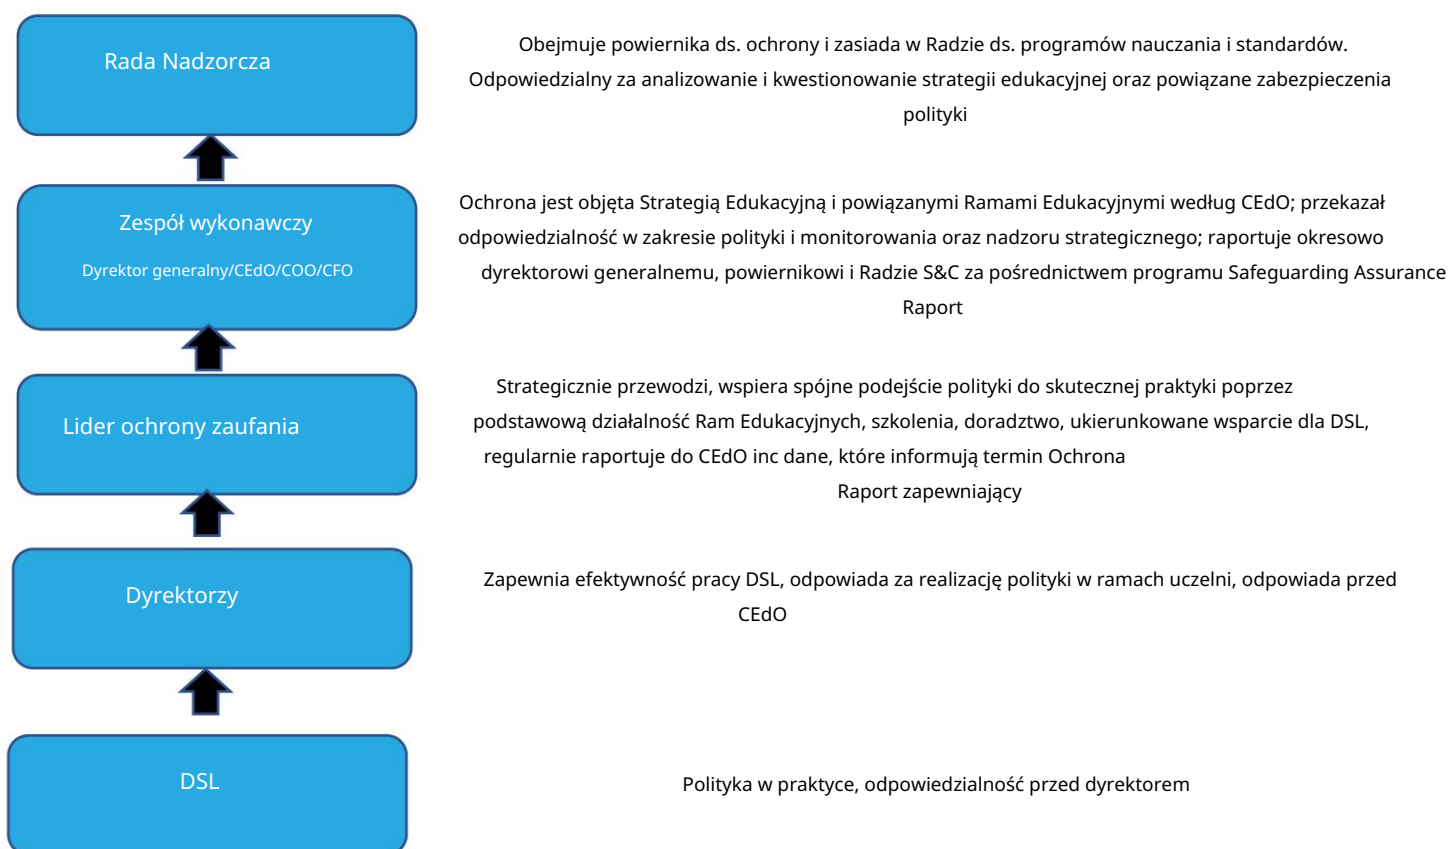 Rada Nadzorcza
Obejmuje powiernika ds. ochrony i zasiada w Radzie ds. programów nauczania i standardów.
Odpowiedzialny za analizowanie i kwestionowanie strategii edukacyjnej oraz powiązane zabezpieczenia
polityki
Zespół wykonawczy
Dyrektor generalny/CEdO/COO/CFO
Ochrona jest objęta Strategią Edukacyjną i powiązanymi Ramami Edukacyjnymi według CEdO; przekazał
odpowiedzialność w zakresie polityki i monitorowania oraz nadzoru strategicznego; raportuje okresowo
dyrektorowi generalnemu, powiernikowi i Radzie S&C za pośrednictwem programu Safeguarding Assurance
Raport
Lider ochrony zaufania
Strategicznie przewodzi, wspiera spójne podejście polityki do skutecznej praktyki poprzez
podstawową działalność Ram Edukacyjnych, szkolenia, doradztwo, ukierunkowane wsparcie dla DSL,
regularnie raportuje do CEdO inc dane, które informują termin Ochrona
Raport zapewniający
Dyrektorzy
Zapewnia efektywność pracy DSL, odpowiada za realizację polityki w ramach uczelni, odpowiada przed
CEdO
DSL
Polityka w praktyce, odpowiedzialność przed dyrektorem